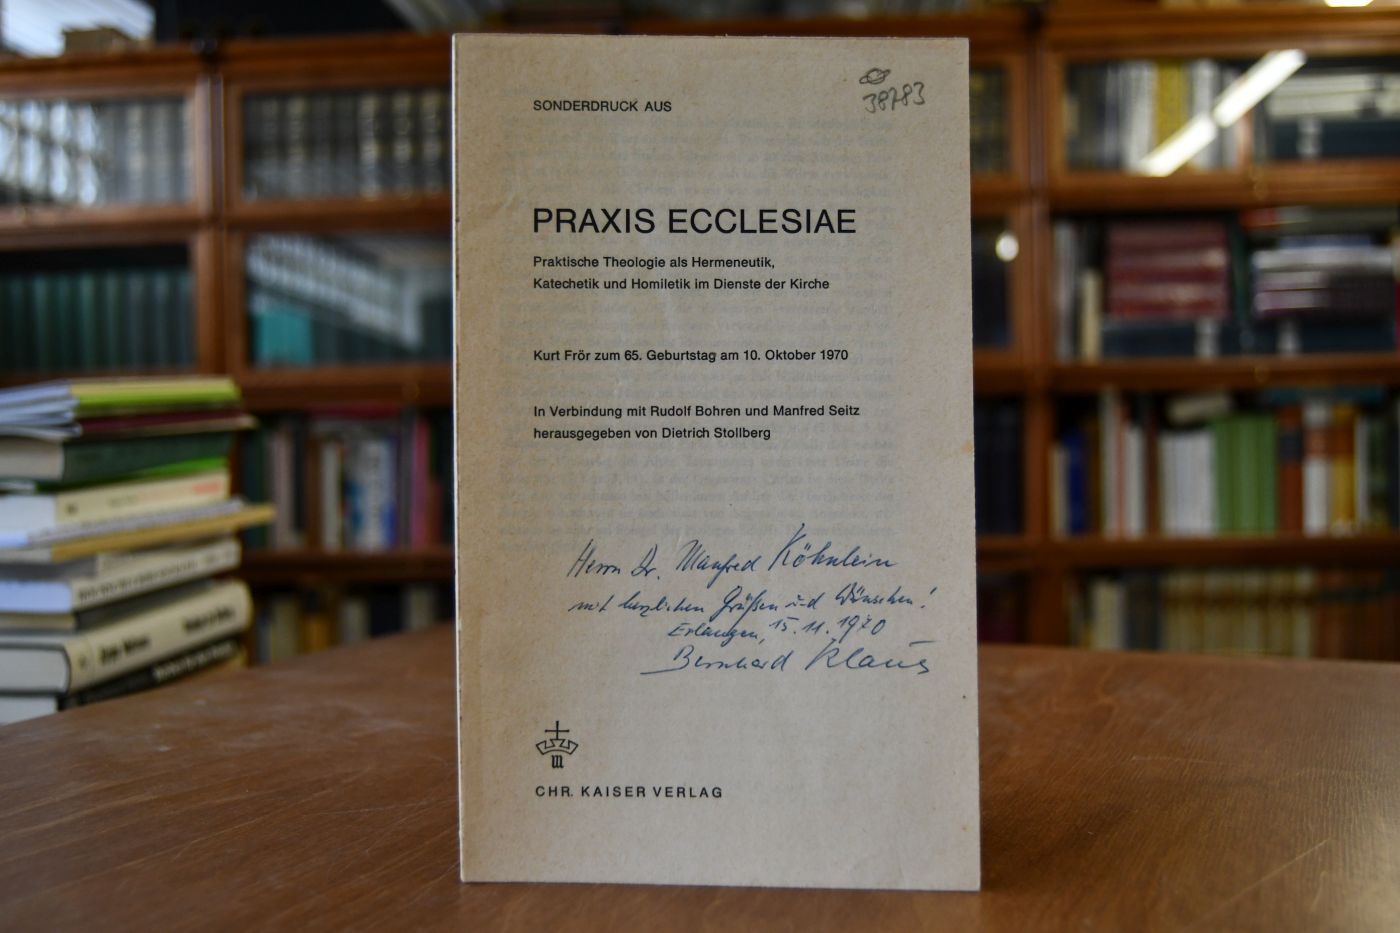 38783
SONDERDRUCK AUS
PRAXIS ECCLESIAE
Praktische Theologie als Hermeneutik,
Katechetik und Homiletik im Dienste der Kirche
Kurt Frör zum 65. Geburtstag am 10. Oktober 1970
In Verbindung mit Rudolf Bohren und Manfred Seitz
herausgegeben von Dietrich Stollberg
Herrn Dr. Manfred Köhnlein
mit herzlichen Grüßen und Wünschen!
Erlangen, 15. 11. 1970
Bernhard Klaus
CHR. KAISER VERLAG